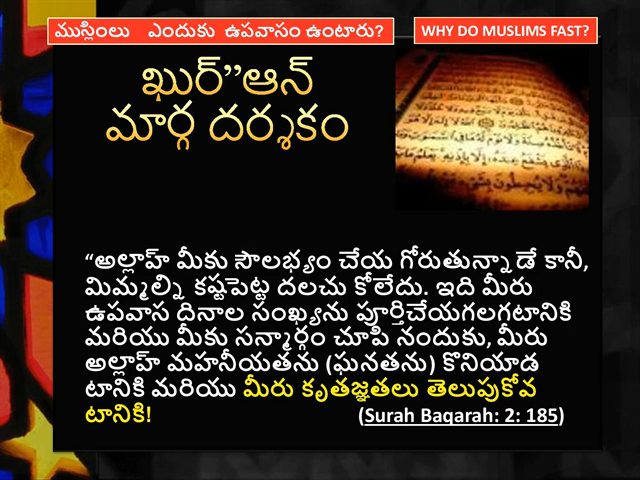 ముస్లింలు ఎందుకు ఉపవాసం ఉంటారు?
WHY DO MUSLIMS FAST?
ఖుర్”ఆన్
మార్గ దర్శకం
“అల్లాహ్ మీకు సౌలభ్యం చేయ గోరుతున్నా డే కానీ,
మిమ్మల్ని కష్టపెట్ట దలచు కోలేదు. ఇది మీరు
ఉపవాస దినాల సంఖ్యను పూర్తిచేయగలగటానికి
మరియు మీకు సన్మార్గం చూపి నందుకు, మీరు
అల్లాహ్ మహనీయతను (ఘనతను) కొనియాడ
టానికి మరియు మీరు కృతజ్ఞతలు తెలుపుకోవ
టానికి! (Surah Baqarah: 2: 185)